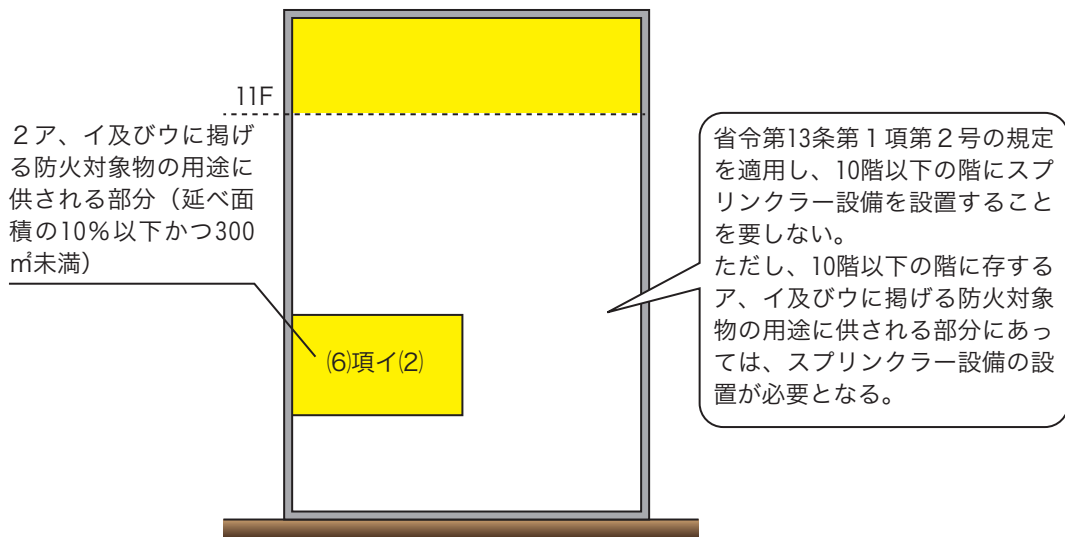 11F
２ア、イ及びウに掲げ
る防火対象物の用途に
供される部分（延べ面
積の10％以下かつ300
㎡未満）
⑹項イ⑵
省令第13条第１項第２号の規定
を適用し、10階以下の階にスプ
リンクラー設備を設置すること
を要しない。
ただし、10階以下の階に存する
ア、イ及びウに掲げる防火対象
物の用途に供される部分にあっ
ては、スプリンクラー設備の設
置が必要となる。